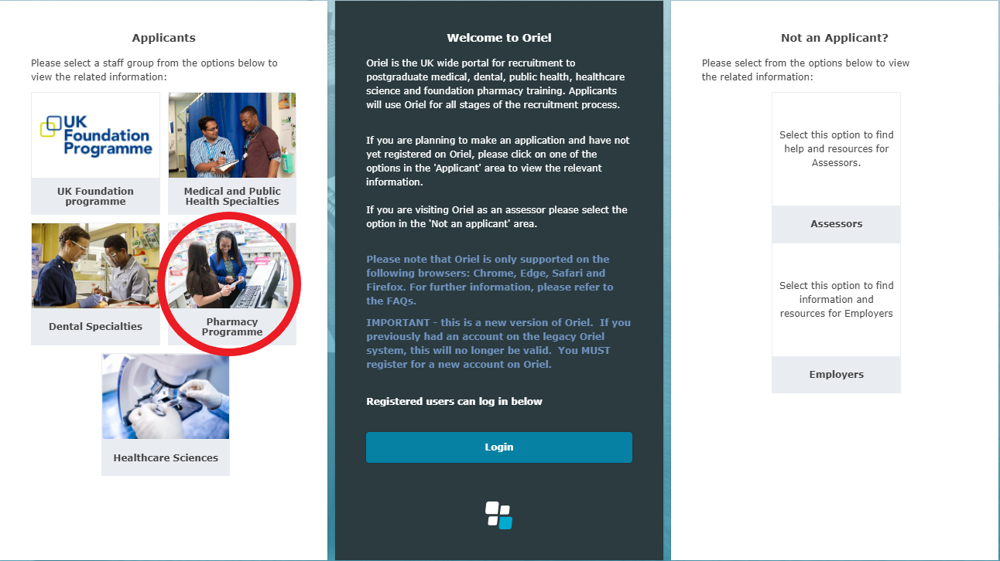 Applicants
Please select a staff group from the options below to
view the related information:
UK
Foundation
Programme
UK Foundation
programme
Medical and Public
Health Specialties
Dental Specialties
Pharmacy
Programme
Healthcare Sciences
Welcome to Oriel
Oriel is the UK wide portal for recruitment to
postgraduate medical, dental, public health, healthcare
science and foundation pharmacy training. Applicants
will use Oriel for all stages of the recruitment process.
If you are planning to make an application and have not
yet registered on Oriel, please click on one of the
options in the 'Applicant' area to view the relevant
information.
If you are visiting Oriel as an assessor please select the
option in the 'Not an applicant' area.
Please note that Oriel is only supported on the
following browsers: Chrome, Edge, Safari and
Firefox. For further information, please refer to
the FAQs.
IMPORTANT - this is a new version of Oriel.  If you
previously had an account on the legacy Oriel
system, this will no longer be valid.  You MUST
register for a new account on Oriel.
Registered users can log in below
Login
Not an Applicant?
Please select from the options below to view
the related information:
Select this option to find
help and resources for
Assessors.
Assessors
Select this option to find
information and
resources for Employers
Employers